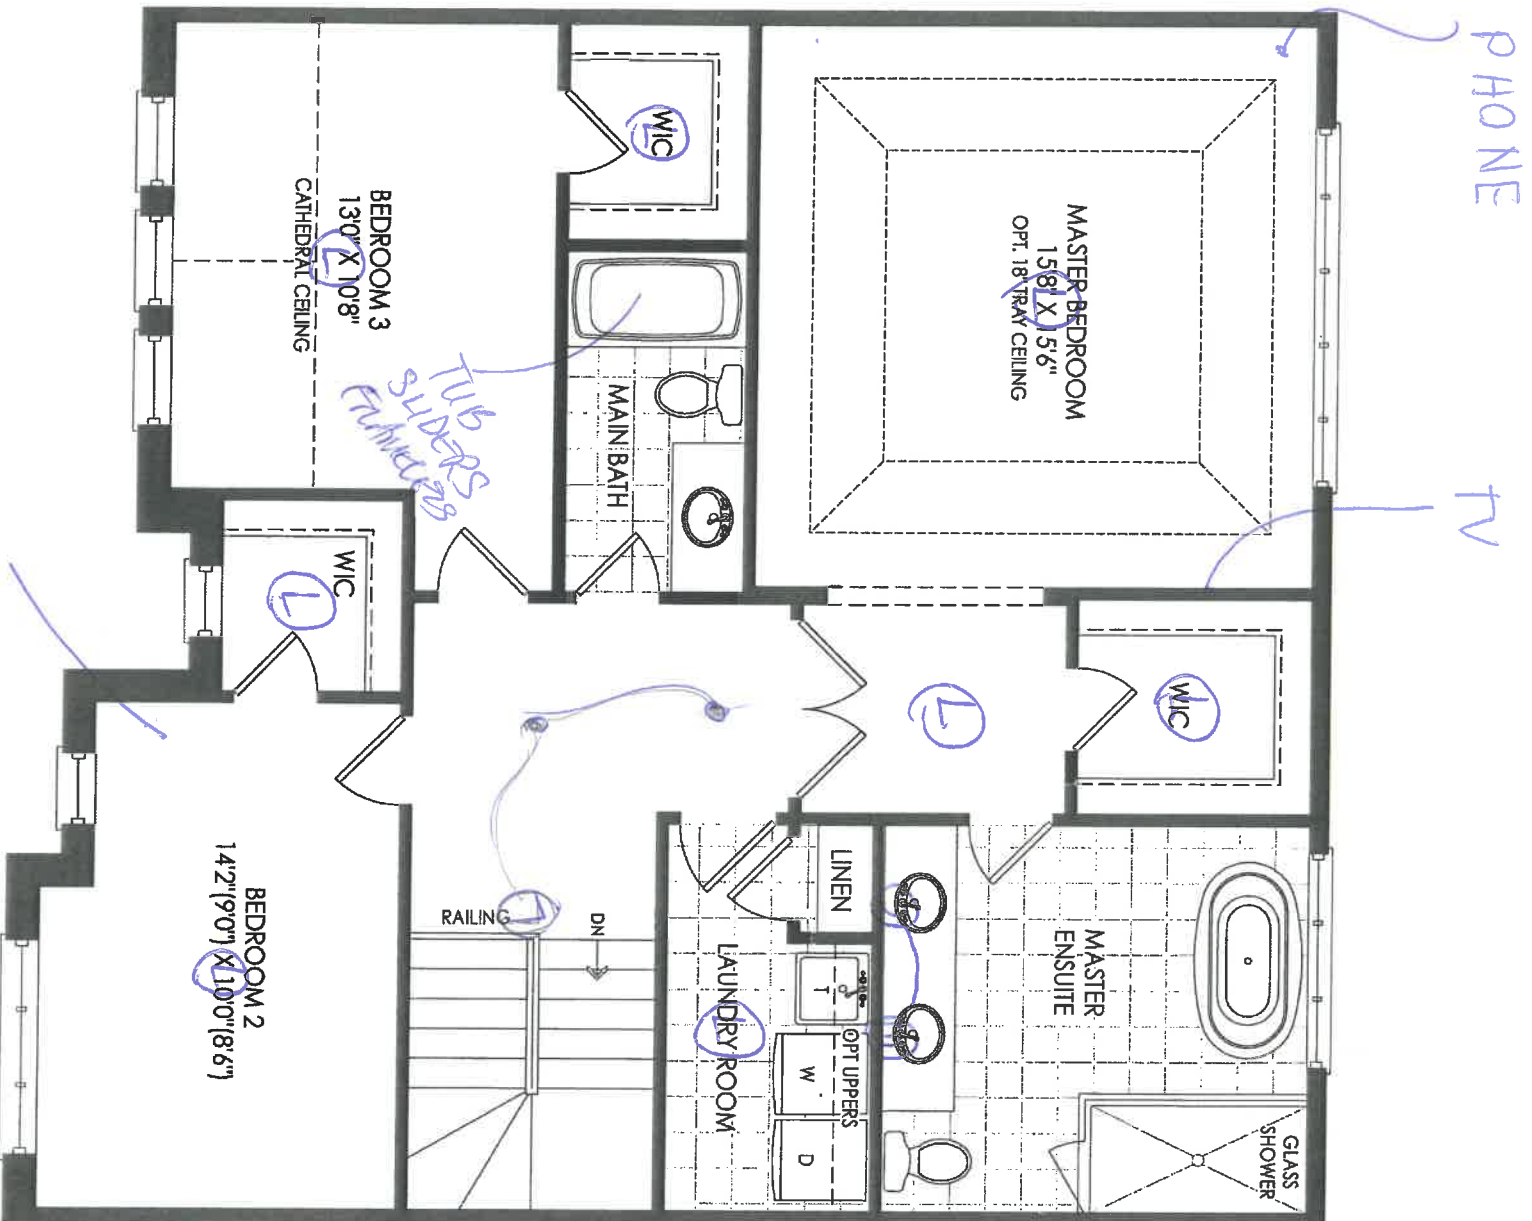 PHONE
TV
WIC
L
BEDROOM 3
13'0" X 10'8"
L
CATHEDRAL CEILING
MASTER BEDROOM
15'8" X 15'6"
L
OPT. 18" TRAY CEILING
TUB
SLIDERS
MAIN BATH
WIC
L
WIC
L
L
LINEN
RAILING
L
DN
MASTER
ENSUITE
LAUNDRY ROOM
L
T
OPT UPPERS
W
D
GLASS
SHOWER
BEDROOM 2
14'2"(9'0") X 10'0"(8'6")
L